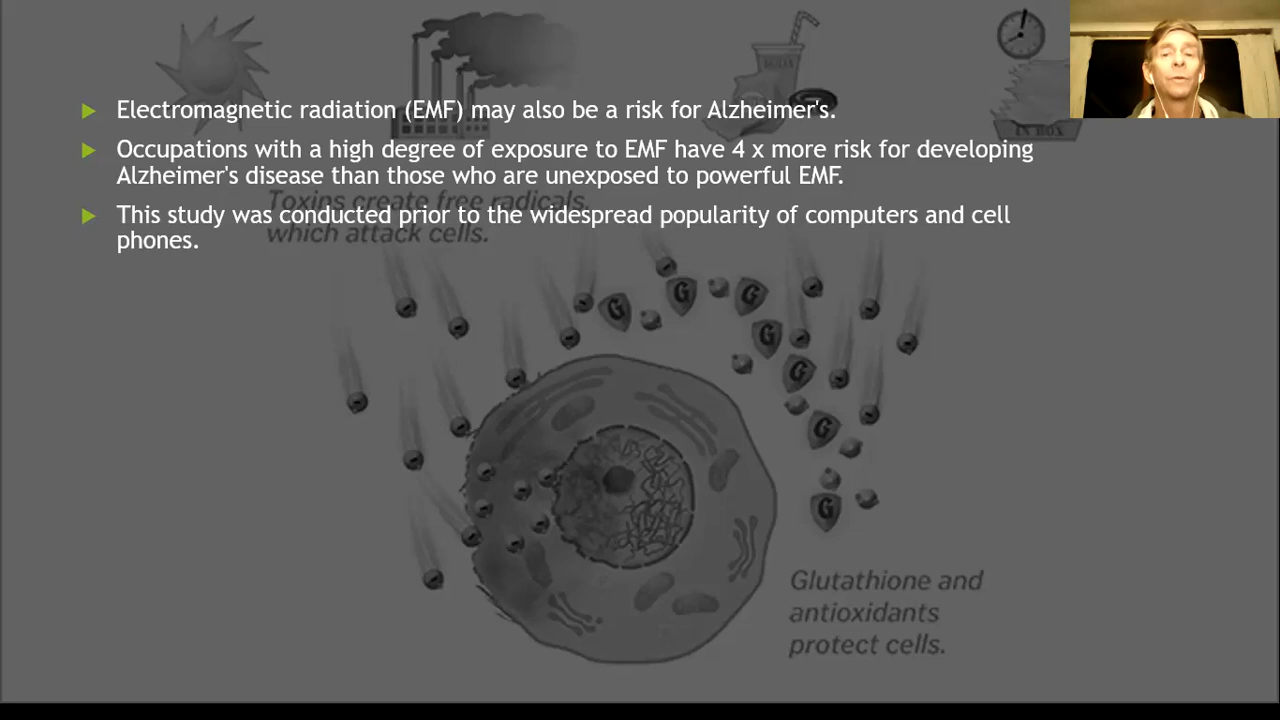 Electromagnetic radiation (EMF) may also be a risk for Alzheimer's.
IN BOX
Occupations with a high degree of exposure to EMF have 4 x more risk for developing
Alzheimer's disease than those who are unexposed to powerful EMF.
Toxins create free radicals,
which attack cells.
This study was conducted prior to the widespread popularity of computers and cell
phones.
G
G
G
G
G
G
G
Glutathione and
antioxidants
protect cells.